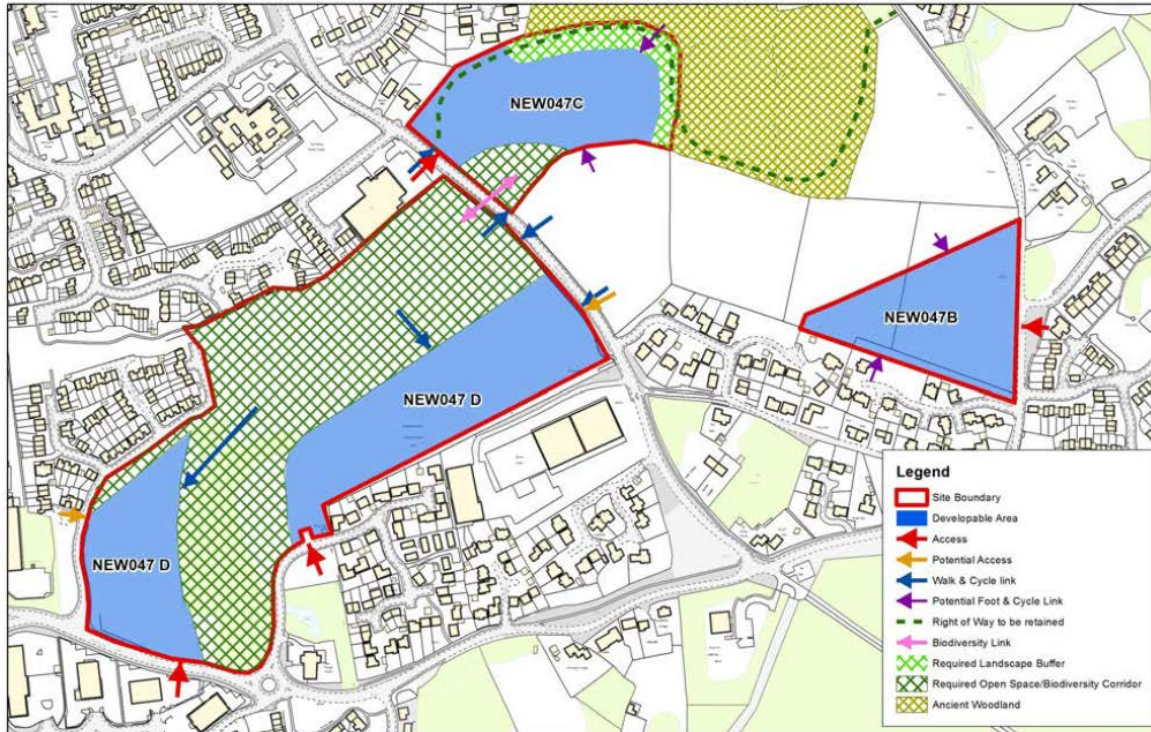 NEW047C
NEW047B
NEW047 D
NEW047 D
Legend
Site Boundary
Developable Area
Access
Potential Access
Walk & Cycle link
Potential Foot & Cycle Link
Right of Way to be retained
Biodiversity Link
Required Landscape Buffer
Required Open Space/Biodiversity Corridor
Ancient Woodland